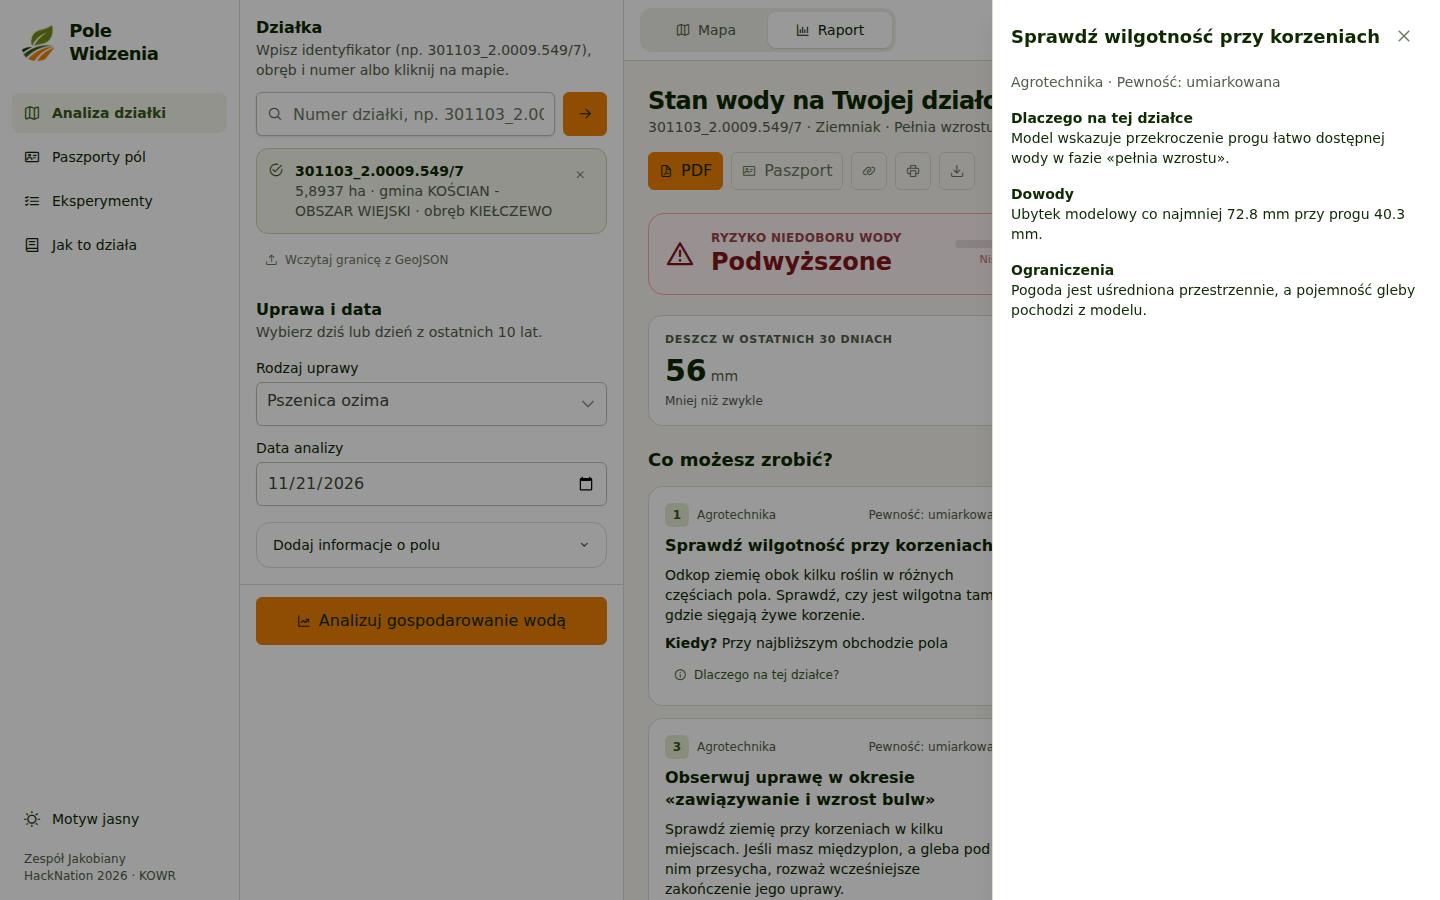 Pole
Widzenia
Analiza działki
Paszporty pól
Eksperymenty
Jak to działa
Motyw jasny
Zespół Jakobiany
HackNation 2026 · KOWR
Działka
Wpisz identyfikator (np. 301103_2.0009.549/7),
obręb i numer albo kliknij na mapie.
Numer działki, np. 301103_2.00
301103_2.0009.549/7
5,8937 ha · gmina KOŚCIAN -
OBSZAR WIEJSKI · obręb KIEŁCZEWO
Wczytaj granicę z GeoJSON
Uprawa i data
Wybierz dziś lub dzień z ostatnich 10 lat.
Rodzaj uprawy
Pszenica ozima
Data analizy
11/21/2026
Dodaj informacje o polu
Analizuj gospodarowanie wodą
Mapa
Raport
Stan wody na Twojej działc
301103_2.0009.549/7 · Ziemniak · Pełnia wzrostu
PDF
Paszport
RYZYKO NIEDOBORU WODY
Podwyższone
DESZCZ W OSTATNICH 30 DNIACH
56 mm
Mniej niż zwykle
Co możesz zrobić?
1 Agrotechnika Pewność: umiarkowa
Sprawdź wilgotność przy korzeniach
Odkop ziemię obok kilku roślin w różnych
częściach pola. Sprawdź, czy jest wilgotna tam
gdzie sięgają żywe korzenie.
Kiedy? Przy najbliższym obchodzie pola
Dlaczego na tej działce?
3 Agrotechnika Pewność: umiarkowa
Obserwuj uprawę w okresie
«zawiązywanie i wzrost bulw»
Sprawdź ziemię przy korzeniach w kilku
miejscach. Jeśli masz międzyplon, a gleba pod
nim przesycha, rozważ wcześniejsze
zakończenie jego uprawy.
Sprawdź wilgotność przy korzeniach
Agrotechnika · Pewność: umiarkowana
Dlaczego na tej działce
Model wskazuje przekroczenie progu łatwo dostępnej
wody w fazie «pełnia wzrostu».
Dowody
Ubytek modelowy co najmniej 72.8 mm przy progu 40.3
mm.
Ograniczenia
Pogoda jest uśredniona przestrzennie, a pojemność gleby
pochodzi z modelu.